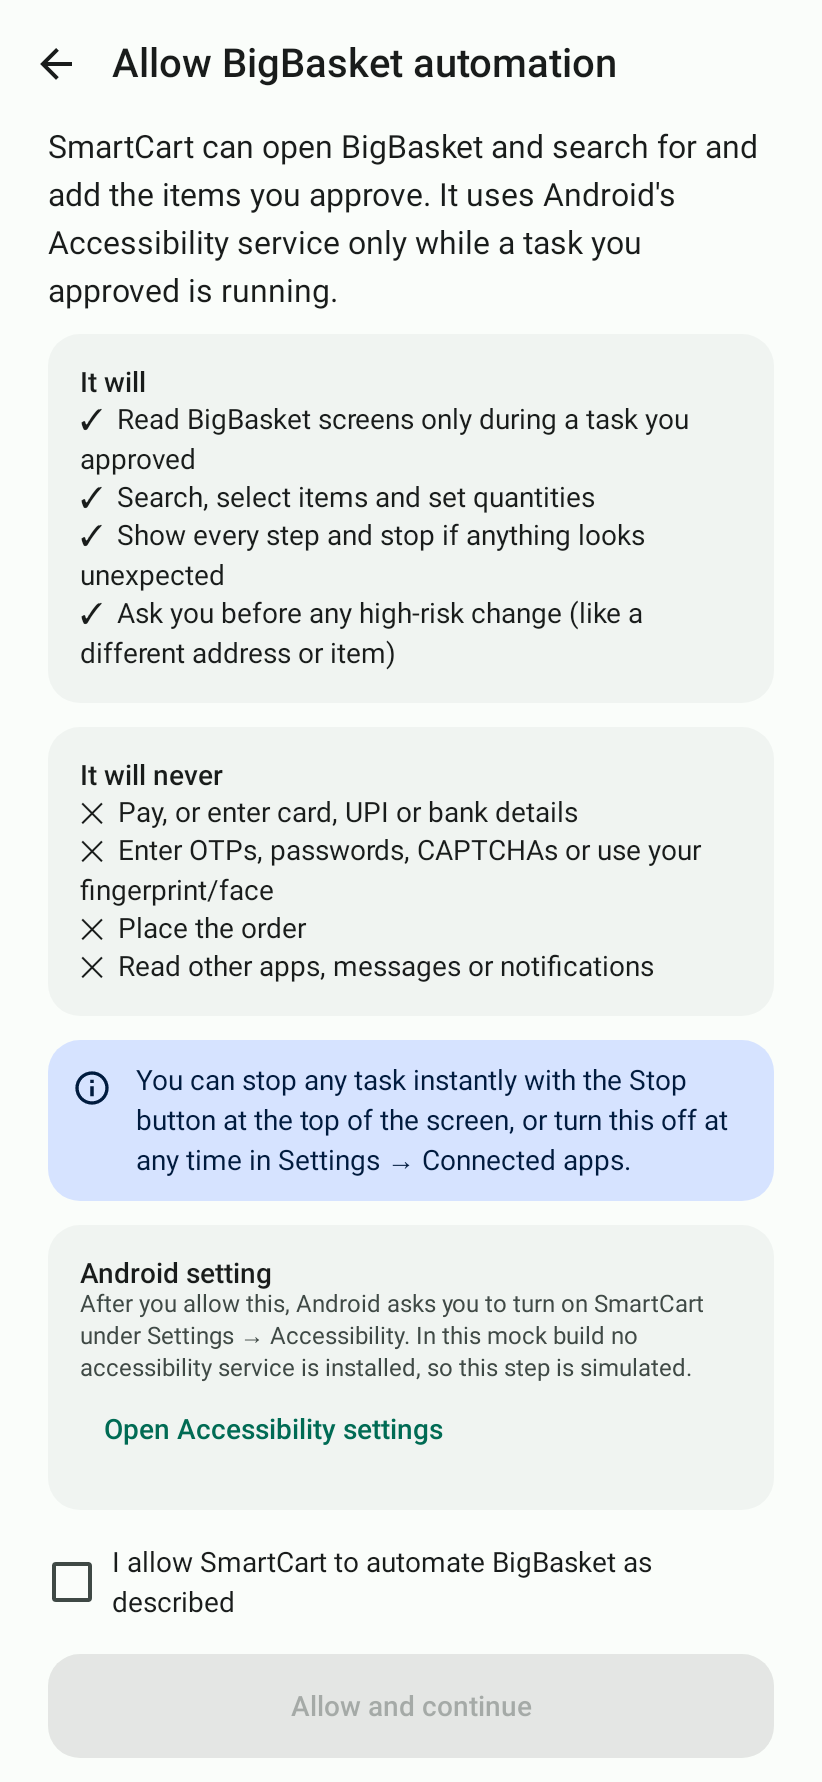 Allow BigBasket automation
SmartCart can open BigBasket and search for and
add the items you approve. It uses Android's
Accessibility service only while a task you
approved is running.
It will
✓ Read BigBasket screens only during a task you
approved
✓ Search, select items and set quantities
✓ Show every step and stop if anything looks
unexpected
✓ Ask you before any high-risk change (like a
different address or item)
It will never
✕ Pay, or enter card, UPI or bank details
✕ Enter OTPs, passwords, CAPTCHAs or use your
fingerprint/face
✕ Place the order
✕ Read other apps, messages or notifications
You can stop any task instantly with the Stop
button at the top of the screen, or turn this off at
any time in Settings → Connected apps.
Android setting
After you allow this, Android asks you to turn on SmartCart
under Settings → Accessibility. In this mock build no
accessibility service is installed, so this step is simulated.
Open Accessibility settings
I allow SmartCart to automate BigBasket as
described
Allow and continue